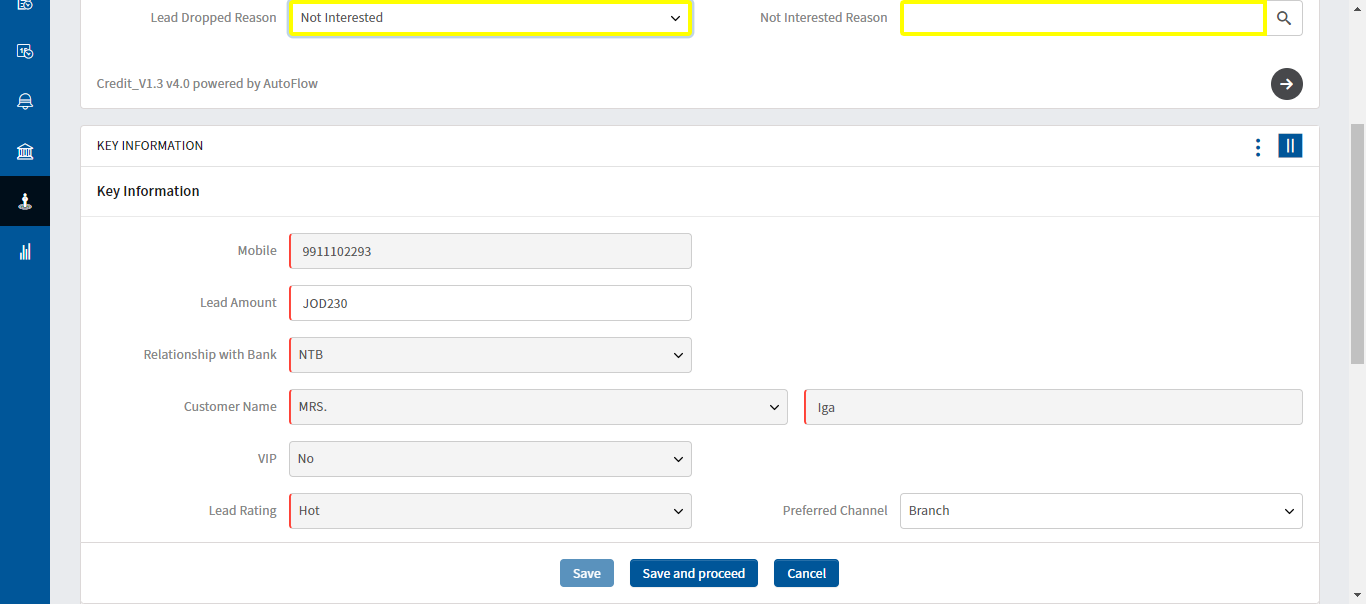 Lead Dropped Reason Not Interested Not Interested Reason
Credit_V1.3 v4.0 powered by AutoFlow
KEY INFORMATION
Key Information
Mobile 9911102293
Lead Amount JOD230
Relationship with Bank NTB
Customer Name MRS. Iga
VIP No
Lead Rating Hot Preferred Channel Branch
Save Save and proceed Cancel